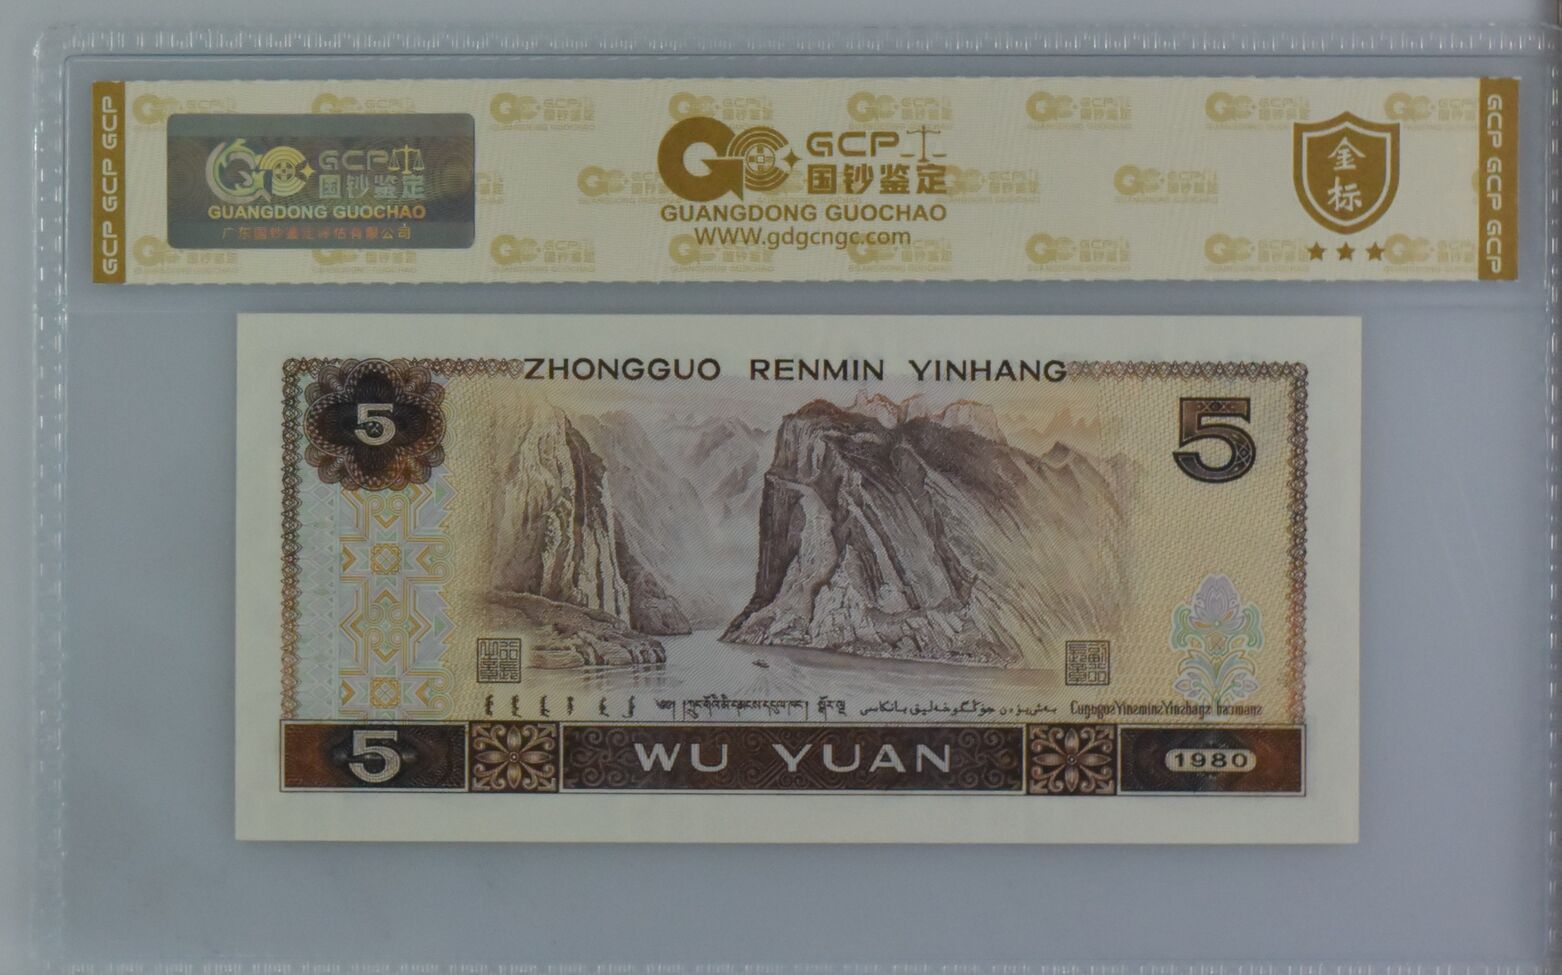 GCP GCP GCP
GCP
国钞鉴定
GUANGDONG GUOCHAO
广东国钞鉴定评估有限公司
GCP
国钞鉴定
GUANGDONG GUOCHAO
WWW.gdgcngc.com
金
标
GCP GCP GCP
ZHONGGUO RENMIN YINHANG
5
5
5
WU YUAN
1980